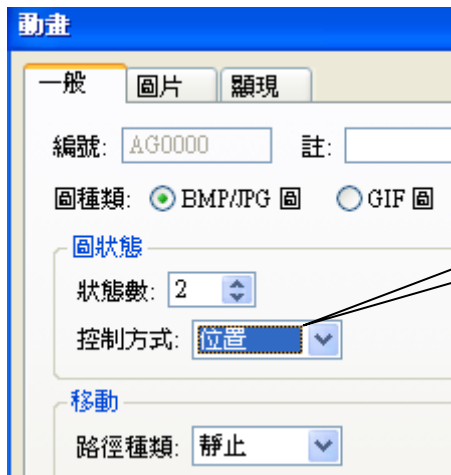 動畫
一般 圖片 顯現
編號: AG0000 註:
圖種類: BMP/JPG 圖 GIF 圖
圖狀態
狀態數: 2
控制方式: 位置
移動
路徑種類: 靜止